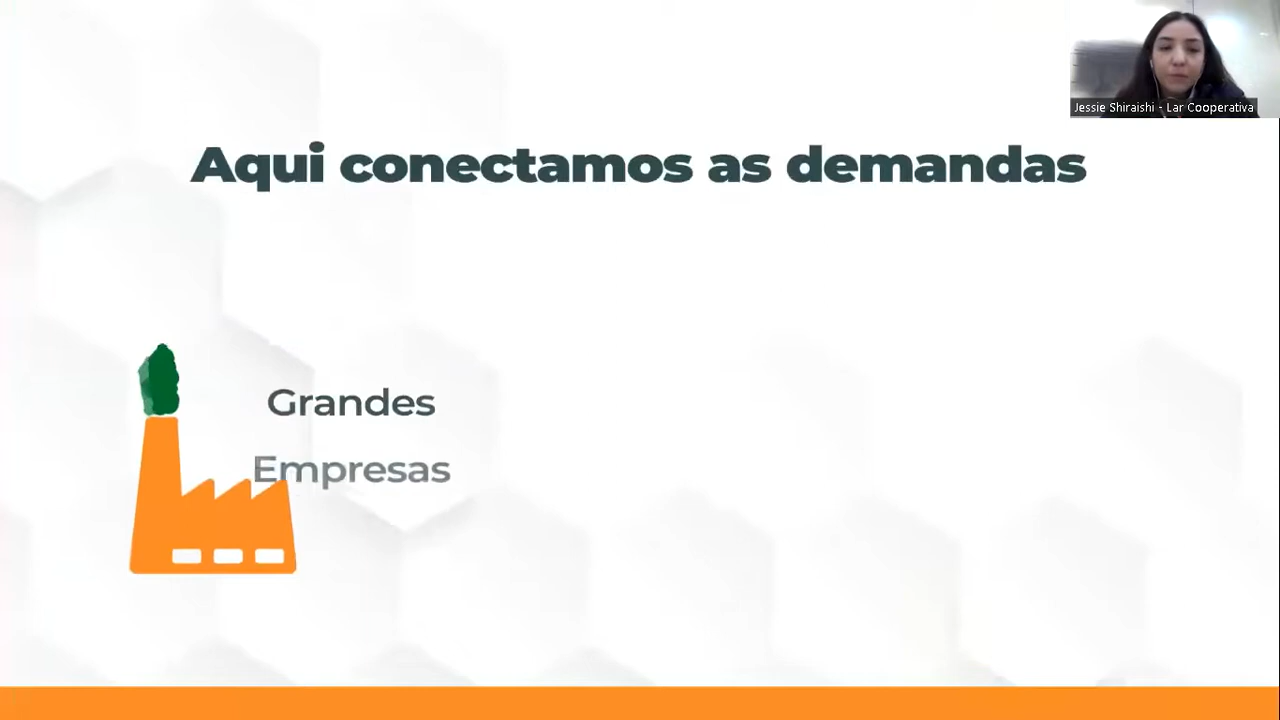 Jessie Shiraishi - Lar Cooperativa
Aqui conectamos as demandas
Grandes
Empresas